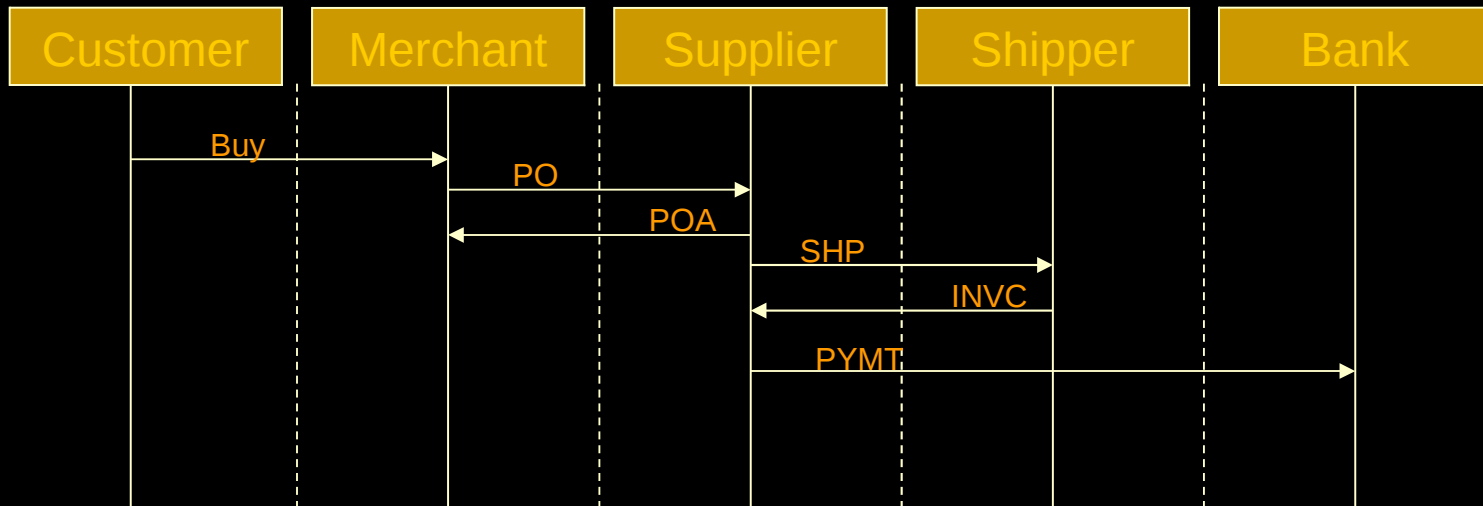 Customer
Merchant
Supplier
Shipper
Bank
Buy
PO
POA
SHP
INVC
PYMT